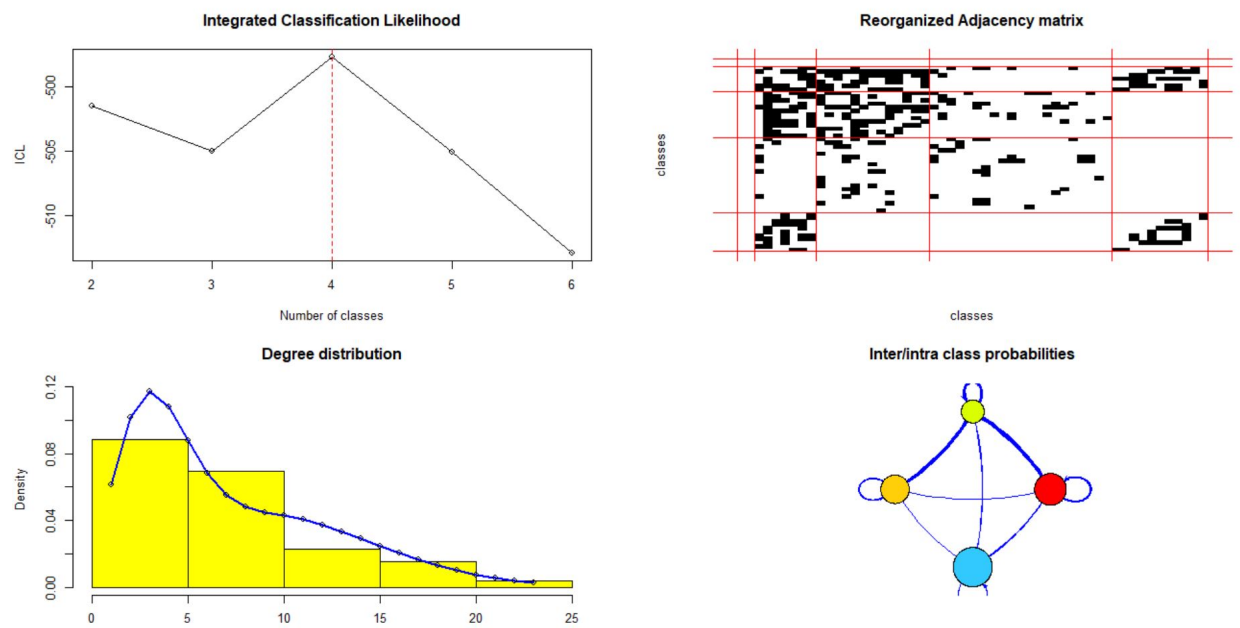 Integrated Classification Likelihood
-500
-505
-510
ICL
2 3 4 5 6
Number of classes
Reorganized Adjacency matrix
classes
classes
Degree distribution
0.12
0.08
0.04
0.00
Density
0 5 10 15 20 25
Inter/intra class probabilities